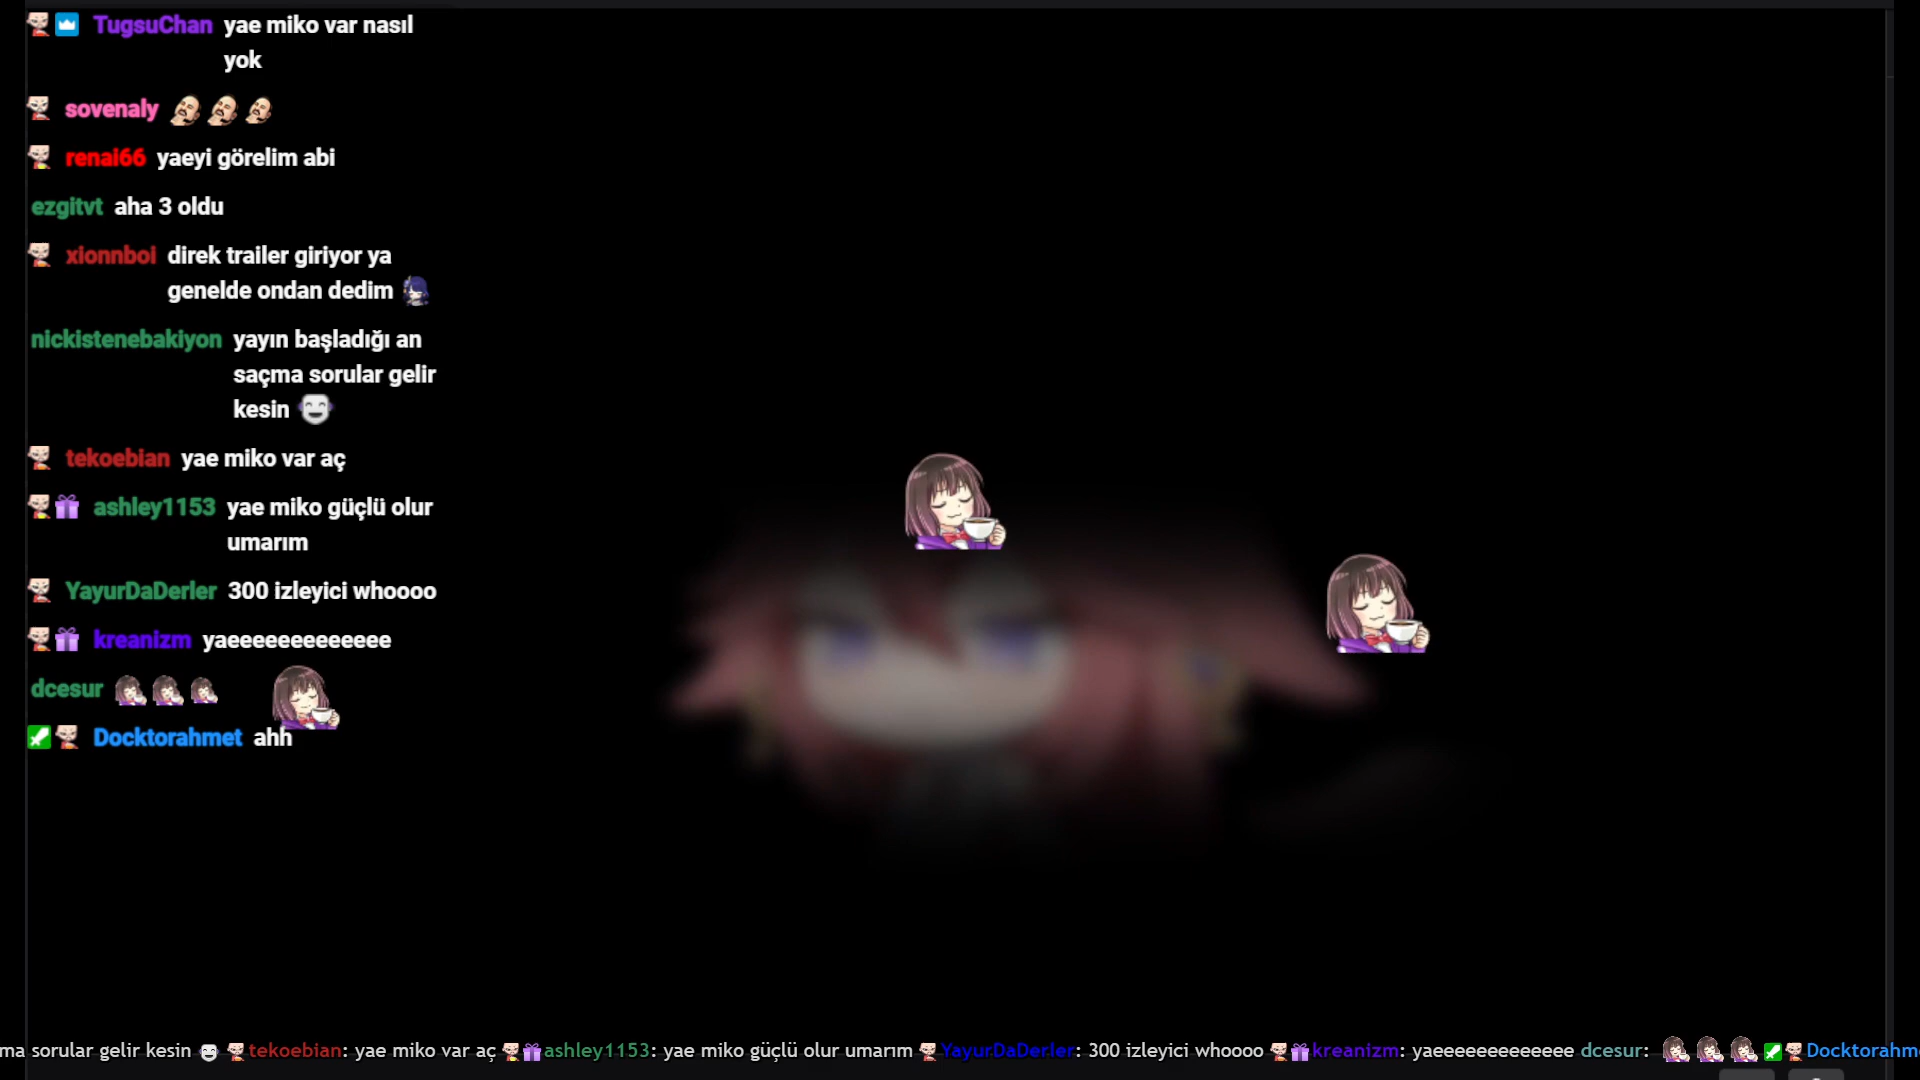 TugsuChan yae miko var nasıl
yok
sovenaly
renai66 yaeyi görelim abi
ezgitvt aha 3 oldu
xionnboi direk trailer giriyor ya
genelde ondan dedim
nickistenebakiyon yayın başladığı an
saçma sorular gelir
kesin
tekoebian yae miko var aç
ashley1153 yae miko güçlü olur
umarım
YayurDaDerler 300 izleyici whoooo
kreanizm yaeeeeeeeeeeeee
dcesur
Docktorahmet ahh
ma sorular gelir kesin tekoebian: yae miko var aç ashley1153: yae miko güçlü olur umarım YayurDaDerler: 300 izleyici whoooo kreanizm: yaeeeeeeeeeeeee dcesur: Docktorahm